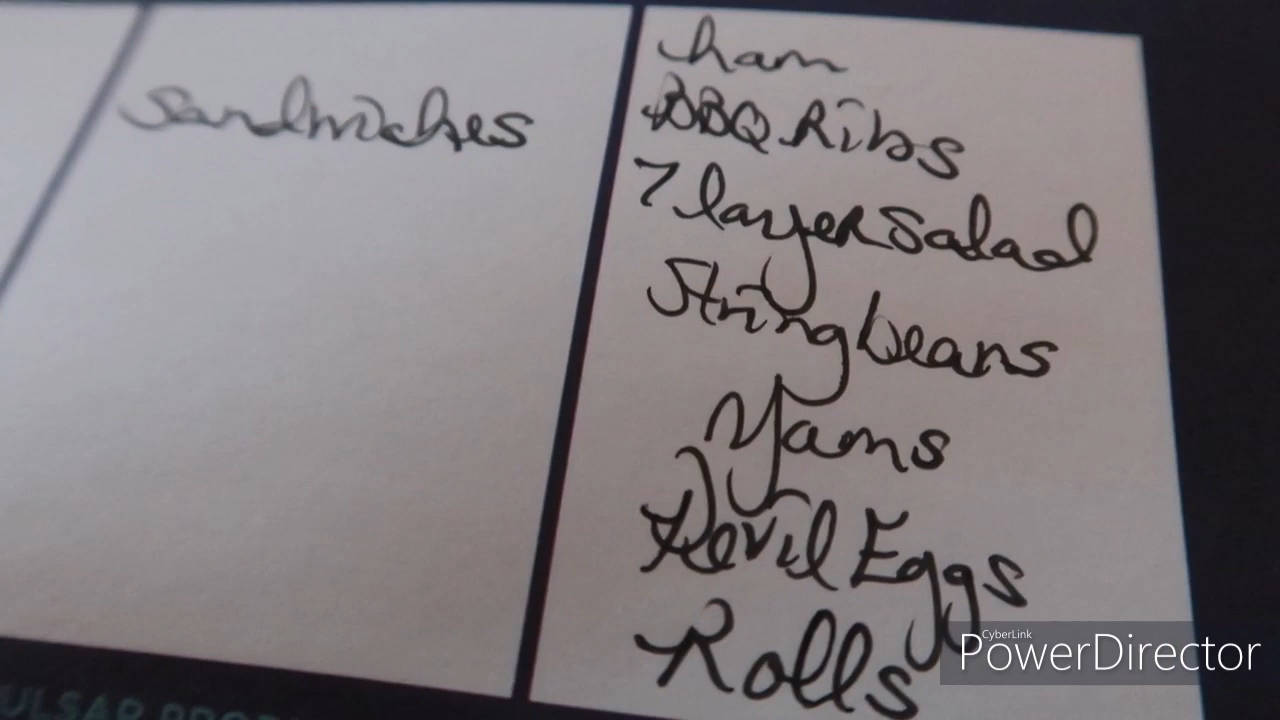 Sandwiches
ham
BBQ Ribs
7 layer salad
String beans
Yams
Devil Eggs
Rolls
CyberLink
PowerDirector